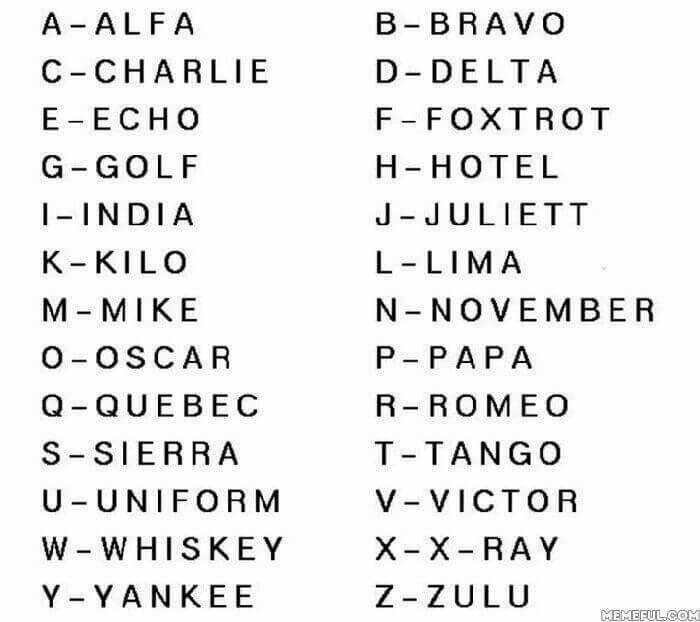 A – ALFA B – BRAVO
C – CHARLIE D – DELTA
E – ECHO F – FOXTROT
G – GOLF H – HOTEL
I – INDIA J – JULIETT
K – KILO L – LIMA
M – MIKE N – NOVEMBER
O – OSCAR P – PAPA
Q – QUEBEC R – ROMEO
S – SIERRA T – TANGO
U – UNIFORM V – VICTOR
W – WHISKEY X – X – RAY
Y – YANKEE Z – ZULU
MEMEFUL.COM